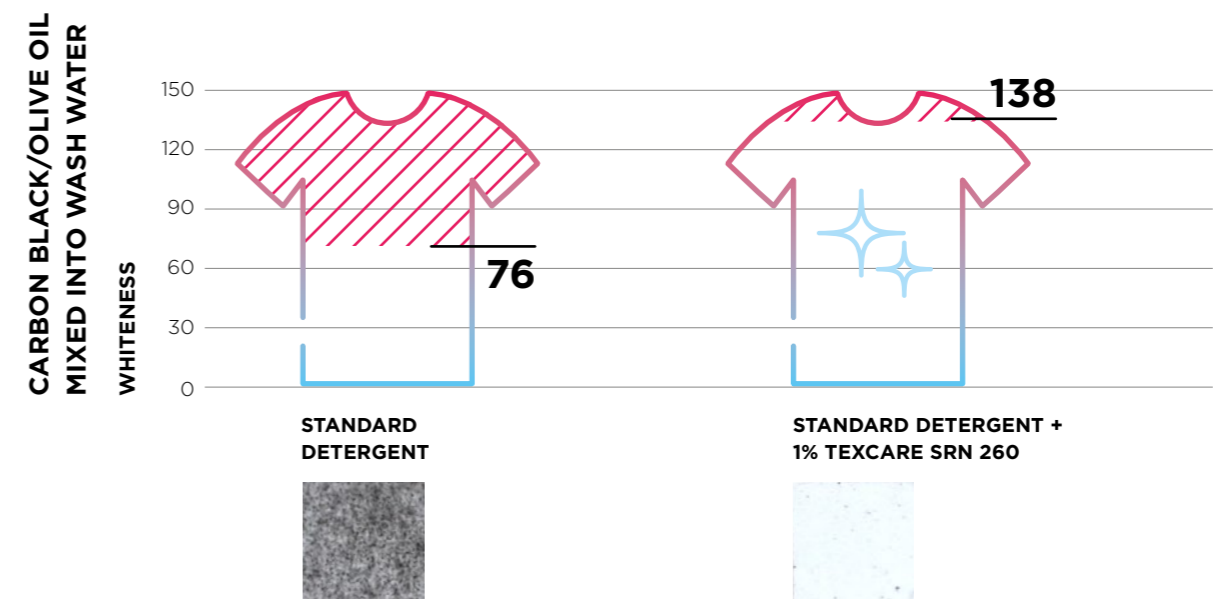 CARBON BLACK/OLIVE OIL
MIXED INTO WASH WATER
WHITENESS
150
120
90
60
30
0
76
138
STANDARD
DETERGENT
STANDARD DETERGENT +
1% TEXCARE SRN 260